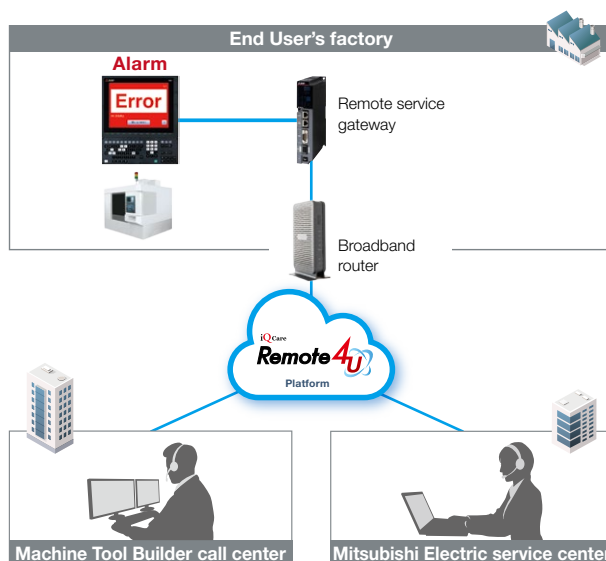 End User's factory
Alarm
Error
Remote service
gateway
Broadband
router
iQ Care
Remote4U
Platform
Machine Tool Builder call center
Mitsubishi Electric service center